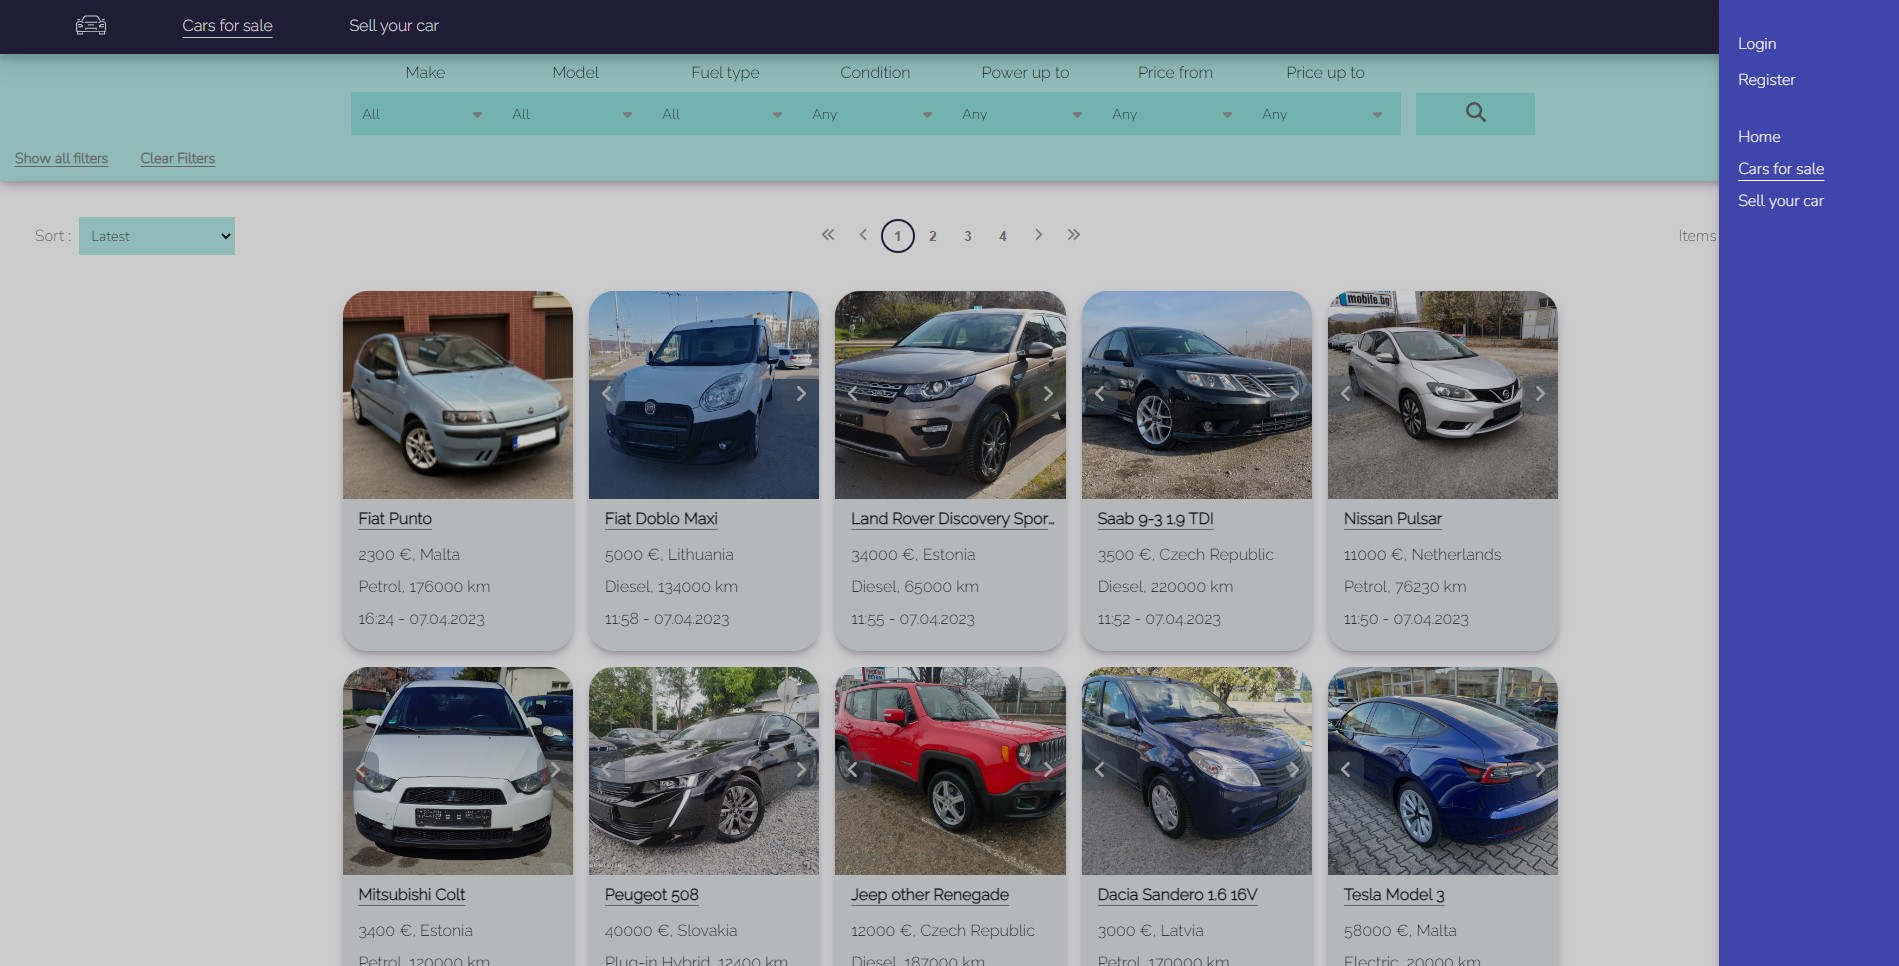 Cars for sale Sell your car
Login
Register
Home
Cars for sale
Sell your car
Make Model Fuel type Condition Power up to Price from Price up to
All All All Any Any Any Any
Show all filters Clear Filters
Sort : Latest
1 2 3 4
Items
mobile.bg
Fiat Punto
2300 €, Malta
Petrol, 176000 km
16:24 - 07.04.2023
Fiat Doblo Maxi
5000 €, Lithuania
Diesel, 134000 km
11:58 - 07.04.2023
Land Rover Discovery Spor...
34000 €, Estonia
Diesel, 65000 km
11:55 - 07.04.2023
Saab 9-3 1.9 TDI
3500 €, Czech Republic
Diesel, 220000 km
11:52 - 07.04.2023
Nissan Pulsar
11000 €, Netherlands
Petrol, 76230 km
11:50 - 07.04.2023
Mitsubishi Colt
3400 €, Estonia
Petrol, 120000 km
Peugeot 508
40000 €, Slovakia
Plug-in Hybrid, 12400 km
Jeep other Renegade
12000 €, Czech Republic
Diesel, 187000 km
Dacia Sandero 1.6 16V
3000 €, Latvia
Petrol, 170000 km
Tesla Model 3
58000 €, Malta
Electric, 20000 km